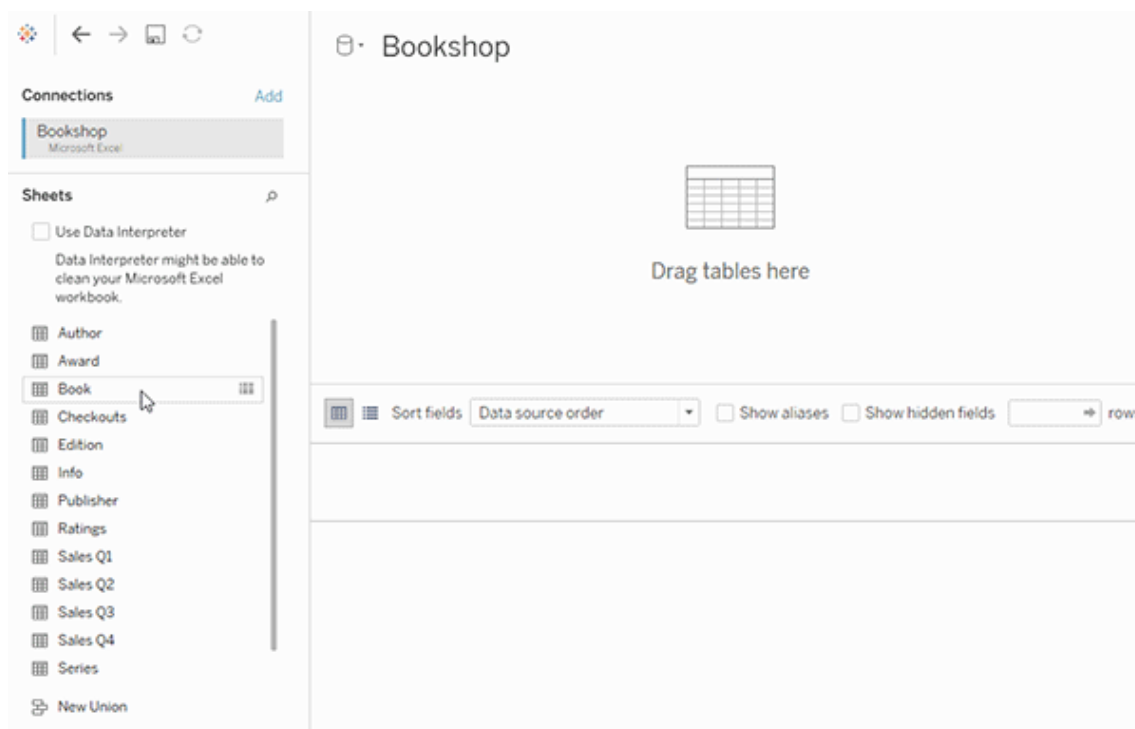 Bookshop
Connections
Add
Bookshop
Microsoft Excel
Sheets
Use Data Interpreter
Data Interpreter might be able to
clean your Microsoft Excel
workbook.
Author
Award
Book
Checkouts
Edition
Info
Publisher
Ratings
Sales Q1
Sales Q2
Sales Q3
Sales Q4
Series
New Union
Drag tables here
Sort fields Data source order Show aliases Show hidden fields row